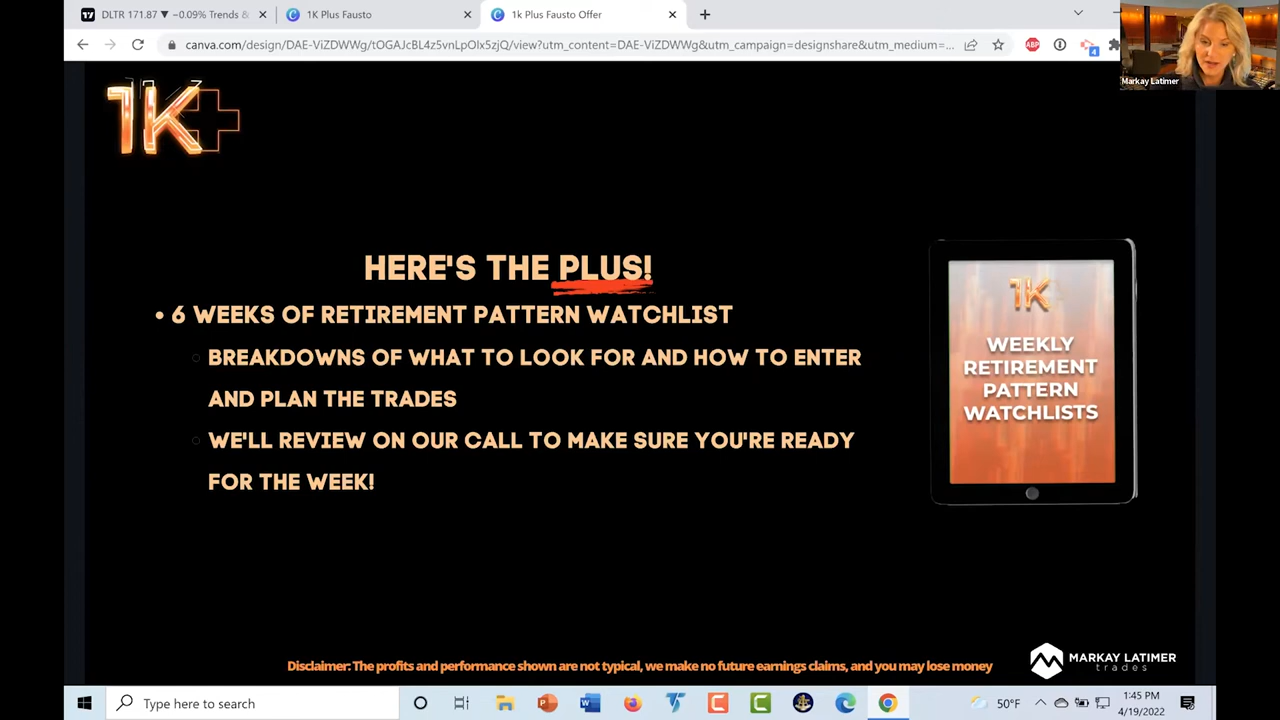 DLTR 171.87 ▼ −0.09% Trends &
1K Plus Fausto
1k Plus Fausto Offer
canva.com/design/DAE-ViZDWWg/tOGAJcBL4z5vnLpOlx5zjQ/view?utm_content=DAE-ViZDWWg&utm_campaign=designshare&utm_medium=...
ABP
4
Markay Latimer
1K+
HERE'S THE PLUS!
• 6 WEEKS OF RETIREMENT PATTERN WATCHLIST
BREAKDOWNS OF WHAT TO LOOK FOR AND HOW TO ENTER
AND PLAN THE TRADES
WE'LL REVIEW ON OUR CALL TO MAKE SURE YOU'RE READY
FOR THE WEEK!
1K
WEEKLY
RETIREMENT
PATTERN
WATCHLISTS
Disclaimer: The profits and performance shown are not typical, we make no future earnings claims, and you may lose money
MARKAY LATIMER
trades
Type here to search
50°F
1:45 PM
4/19/2022